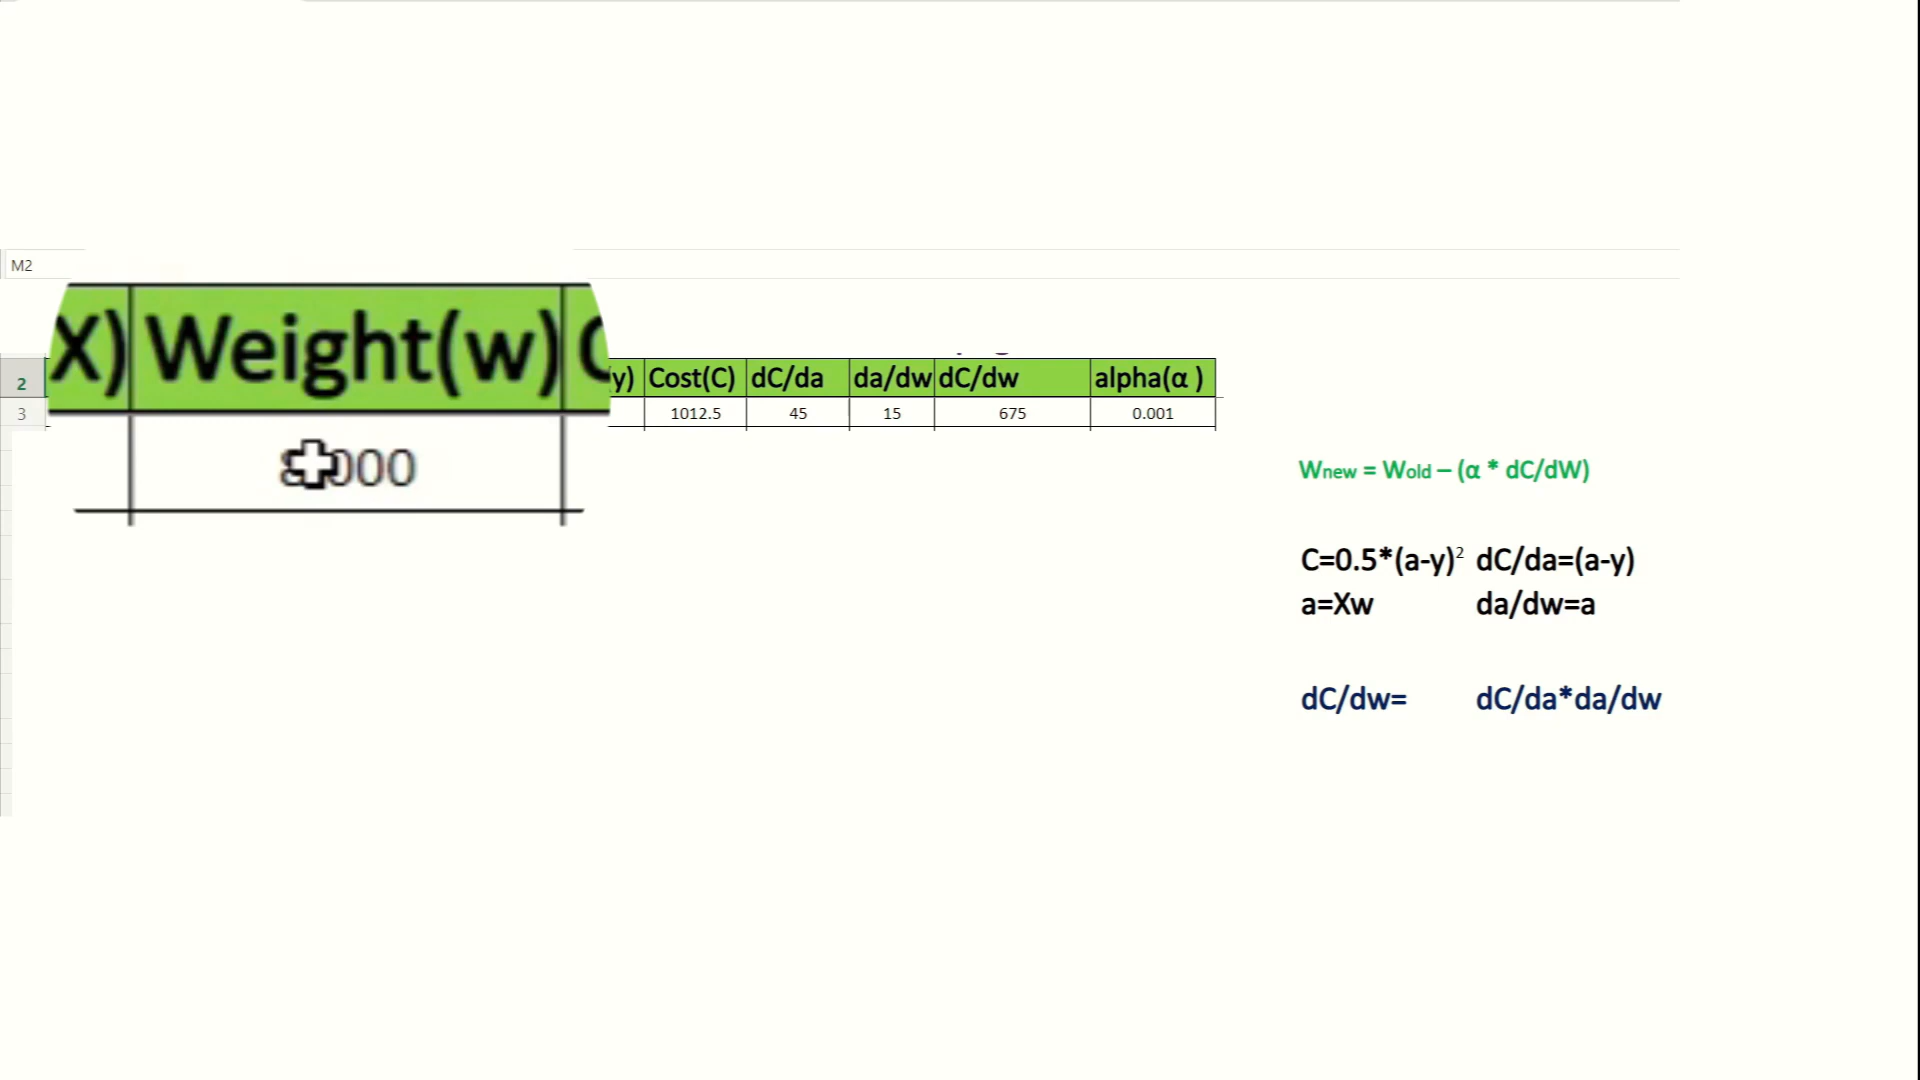 M2
X) Weight(w)
2 y) Cost(C) dC/da da/dw dC/dw alpha(α )
3 1012.5 45 15 675 0.001
Wnew = Wold – (α * dC/dW)
C=0.5*(a-y)² dC/da=(a-y)
a=Xw da/dw=a
dC/dw= dC/da*da/dw